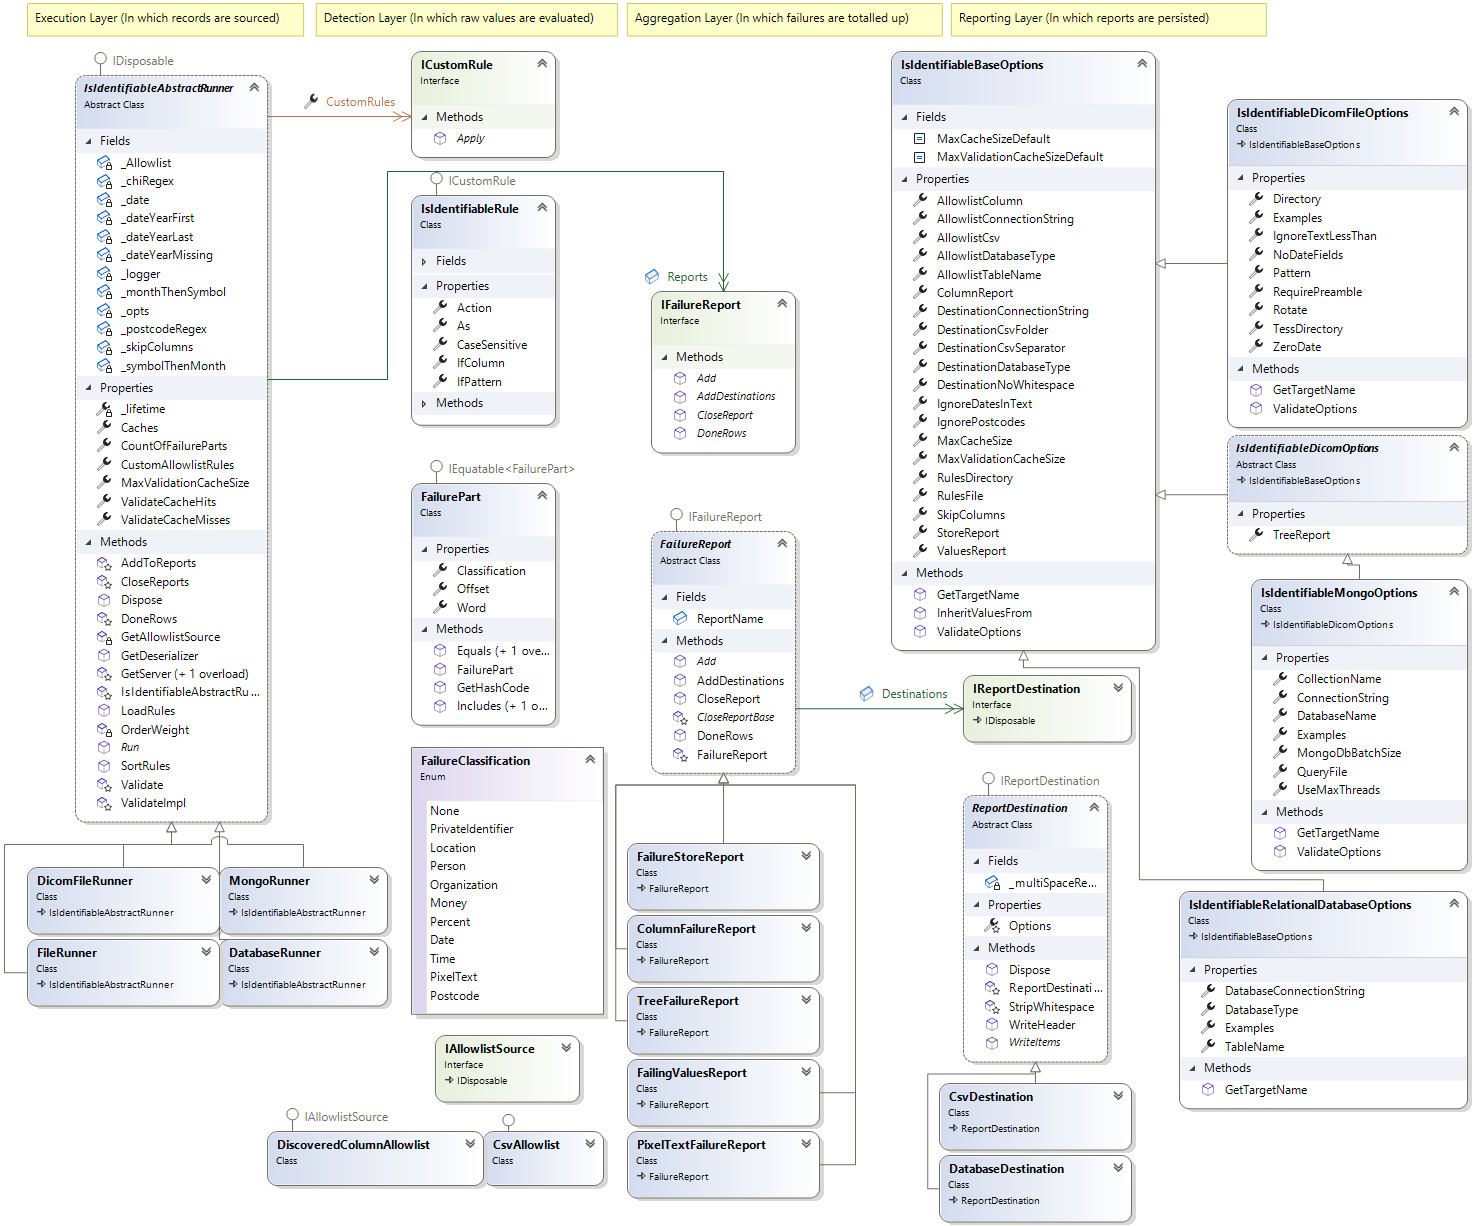 Execution Layer (In which records are sourced)
Detection Layer (In which raw values are evaluated)
Aggregation Layer (In which failures are totalled up)
Reporting Layer (In which reports are persisted)
IDisposable
IsIdentifiableAbstractRunner
Abstract Class
Fields
_Allowlist
_chiRegex
_date
_dateYearFirst
_dateYearLast
_dateYearMissing
_logger
_monthThenSymbol
_opts
_postcodeRegex
_skipColumns
_symbolThenMonth
Properties
_lifetime
Caches
CountOfFailureParts
CustomAllowlistRules
MaxValidationCacheSize
ValidateCacheHits
ValidateCacheMisses
Methods
AddToReports
CloseReports
Dispose
DoneRows
GetAllowlistSource
GetDeserializer
GetServer (+ 1 overload)
IsIdentifiableAbstractRu...
LoadRules
OrderWeight
Run
SortRules
Validate
ValidateImpl
DicomFileRunner
Class
IsIdentifiableAbstractRunner
MongoRunner
Class
IsIdentifiableAbstractRunner
FileRunner
Class
IsIdentifiableAbstractRunner
DatabaseRunner
Class
IsIdentifiableAbstractRunner
CustomRules
ICustomRule
Interface
Methods
Apply
ICustomRule
IsIdentifiableRule
Class
Fields
Properties
Action
As
CaseSensitive
IfColumn
IfPattern
Methods
IEquatable<FailurePart>
FailurePart
Class
Properties
Classification
Offset
Word
Methods
Equals (+ 1 ove...
FailurePart
GetHashCode
Includes (+ 1 o...
FailureClassification
Enum
None
PrivateIdentifier
Location
Person
Organization
Money
Percent
Date
Time
PixelText
Postcode
IAllowlistSource
Interface
IDisposable
IAllowlistSource
DiscoveredColumnAllowlist
Class
CsvAllowlist
Class
Reports
IFailureReport
Interface
Methods
Add
AddDestinations
CloseReport
DoneRows
IFailureReport
FailureReport
Abstract Class
Fields
ReportName
Methods
Add
AddDestinations
CloseReport
CloseReportBase
DoneRows
FailureReport
FailureStoreReport
Class
FailureReport
ColumnFailureReport
Class
FailureReport
TreeFailureReport
Class
FailureReport
FailingValuesReport
Class
FailureReport
PixelTextFailureReport
Class
FailureReport
IsIdentifiableBaseOptions
Class
Fields
MaxCacheSizeDefault
MaxValidationCacheSizeDefault
Properties
AllowlistColumn
AllowlistConnectionString
AllowlistCsv
AllowlistDatabaseType
AllowlistTableName
ColumnReport
DestinationConnectionString
DestinationCsvFolder
DestinationCsvSeparator
DestinationDatabaseType
DestinationNoWhitespace
IgnoreDatesInText
IgnorePostcodes
MaxCacheSize
MaxValidationCacheSize
RulesDirectory
RulesFile
SkipColumns
StoreReport
ValuesReport
Methods
GetTargetName
InheritValuesFrom
ValidateOptions
Destinations
IReportDestination
Interface
IDisposable
IReportDestination
ReportDestination
Abstract Class
Fields
_multiSpaceRe...
Properties
Options
Methods
Dispose
ReportDestinati...
StripWhitespace
WriteHeader
WriteItems
CsvDestination
Class
ReportDestination
DatabaseDestination
Class
ReportDestination
IsIdentifiableDicomFileOptions
Class
IsIdentifiableBaseOptions
Properties
Directory
Examples
IgnoreTextLessThan
NoDateFields
Pattern
RequirePreamble
Rotate
TessDirectory
ZeroDate
Methods
GetTargetName
ValidateOptions
IsIdentifiableDicomOptions
Abstract Class
IsIdentifiableBaseOptions
Properties
TreeReport
IsIdentifiableMongoOptions
Class
IsIdentifiableDicomOptions
Properties
CollectionName
ConnectionString
DatabaseName
Examples
MongoDbBatchSize
QueryFile
UseMaxThreads
Methods
GetTargetName
ValidateOptions
IsIdentifiableRelationalDatabaseOptions
Class
IsIdentifiableBaseOptions
Properties
DatabaseConnectionString
DatabaseType
Examples
TableName
Methods
GetTargetName